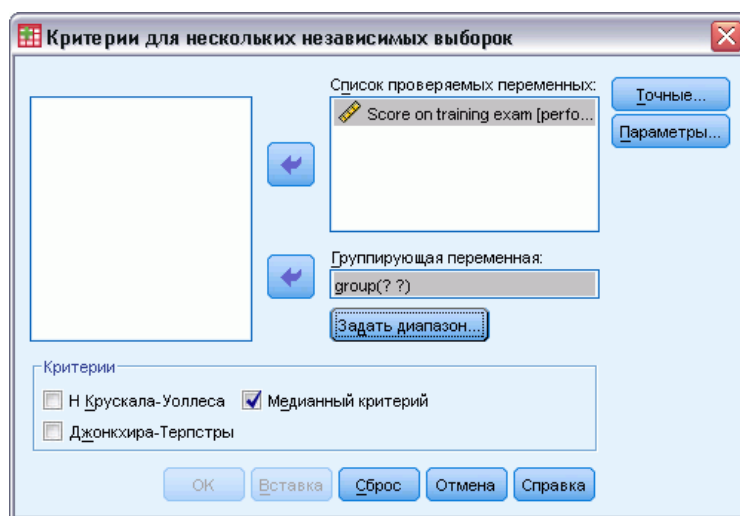 Критерии для нескольких независимых выборок
Список проверяемых переменных:
Score on training exam [perfo...
Точные...
Параметры...
Группирующая переменная:
group(? ?)
Задать диапазон...
Критерии
Н Крускала-Уоллеса
Медианный критерий
Джонкхира-Терпстры
ОК
Вставка
Сброс
Отмена
Справка